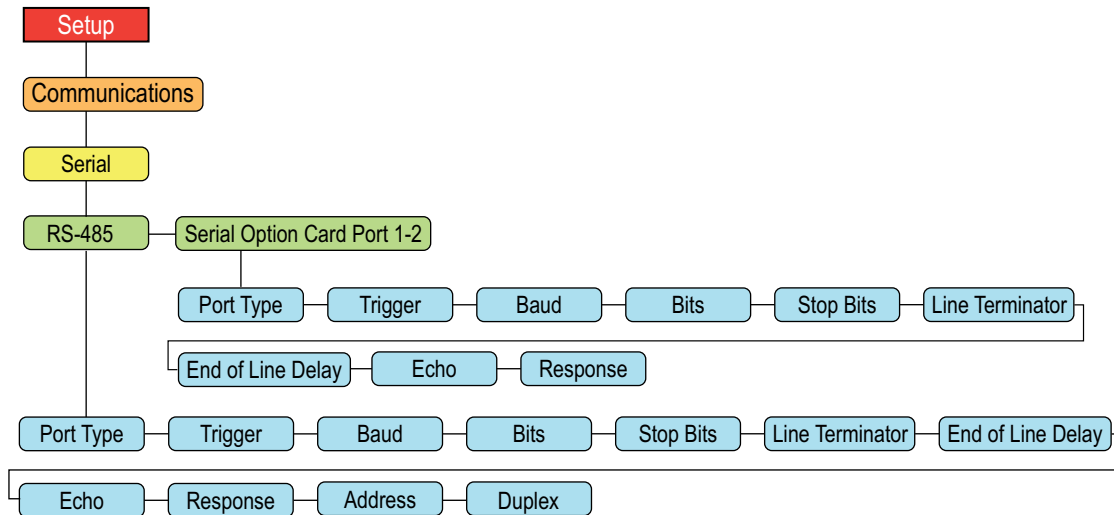 Setup
Communications
Serial
RS-485 Serial Option Card Port 1-2
Port Type Trigger Baud Bits Stop Bits Line Terminator
End of Line Delay Echo Response
Port Type Trigger Baud Bits Stop Bits Line Terminator End of Line Delay
Echo Response Address Duplex